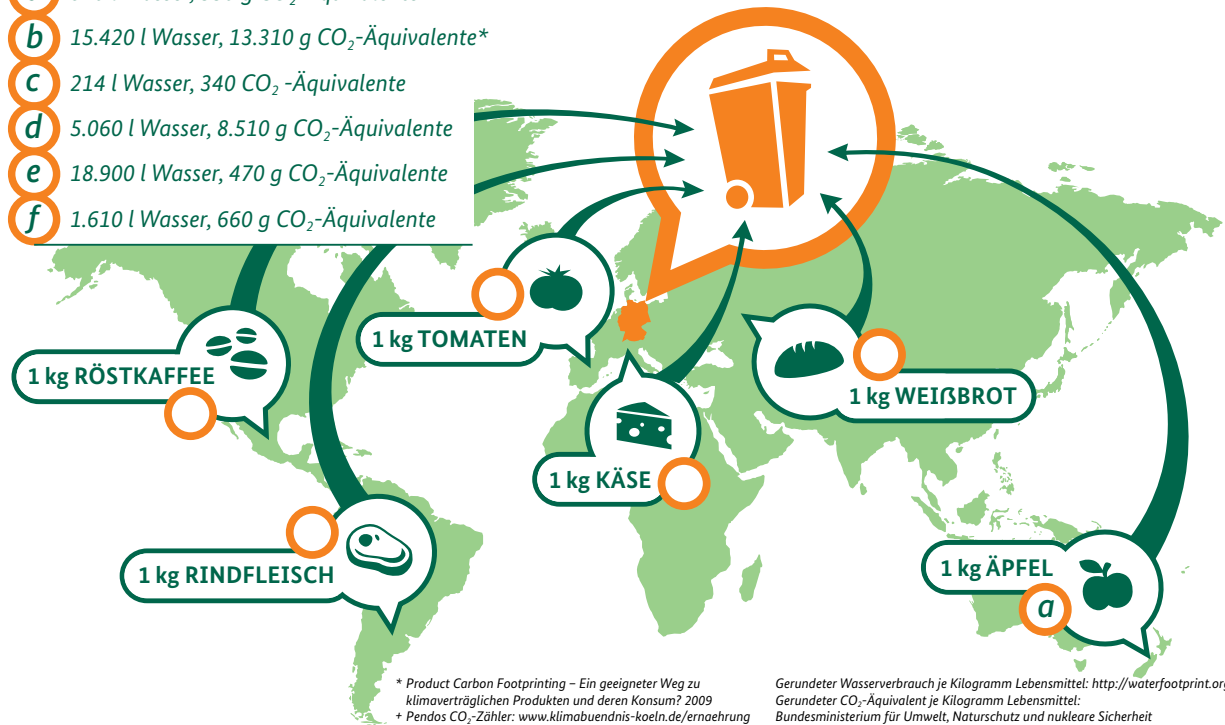 b 15.420 l Wasser, 13.310 g CO₂-Äquivalente*
c 214 l Wasser, 340 CO₂ -Äquivalente
d 5.060 l Wasser, 8.510 g CO₂-Äquivalente
e 18.900 l Wasser, 470 g CO₂-Äquivalente
f 1.610 l Wasser, 660 g CO₂-Äquivalente
1 kg TOMATEN
1 kg RÖSTKAFFEE
1 kg WEIẞBROT
1 kg KÄSE
1 kg RINDFLEISCH
1 kg ÄPFEL
a
* Product Carbon Footprinting – Ein geeigneter Weg zu
klimaverträglichen Produkten und deren Konsum? 2009
+ Pendos CO₂-Zähler: www.klimabuendnis-koeln.de/ernaehrung
Gerundeter Wasserverbrauch je Kilogramm Lebensmittel: http://waterfootprint.org
Gerundeter CO₂-Äquivalent je Kilogramm Lebensmittel:
Bundesministerium für Umwelt, Naturschutz und nukleare Sicherheit